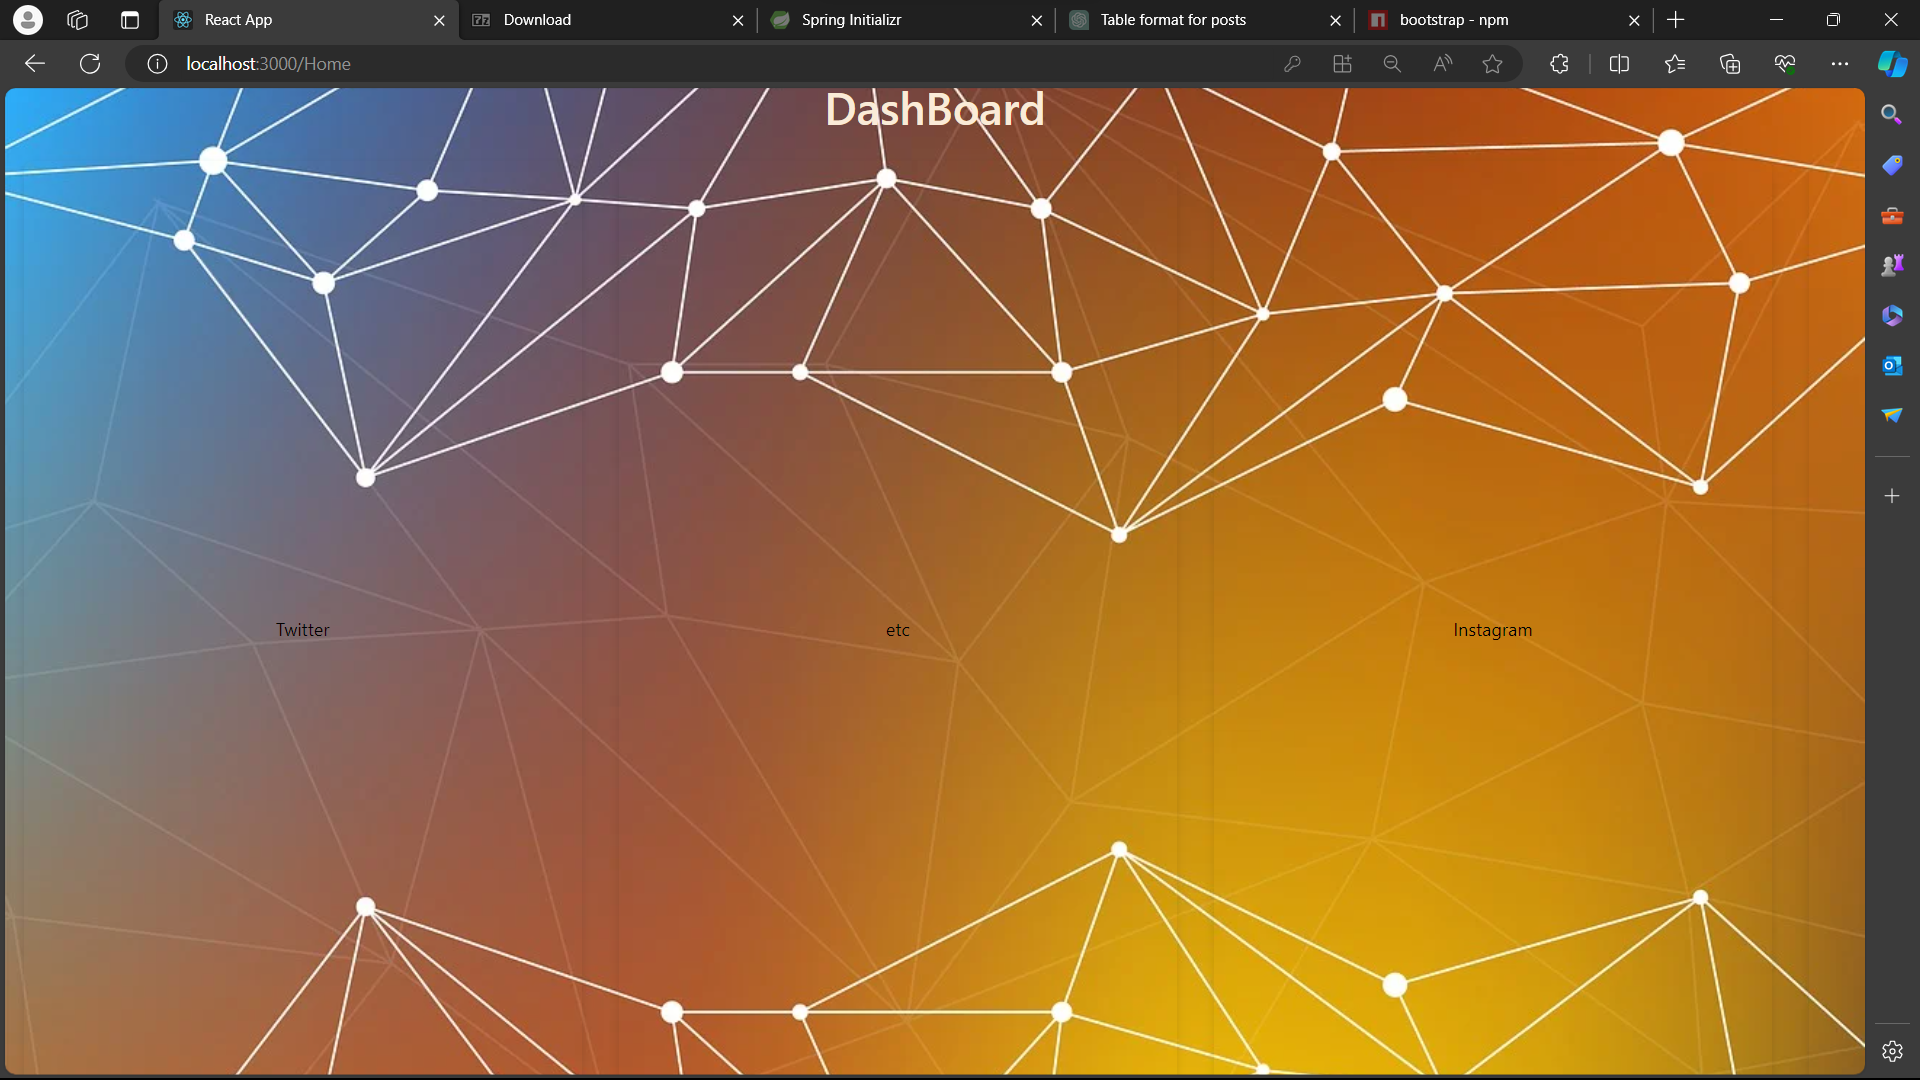 React App
Download
Spring Initializr
Table format for posts
bootstrap - npm
localhost:3000/Home
DashBoard
Twitter
etc
Instagram